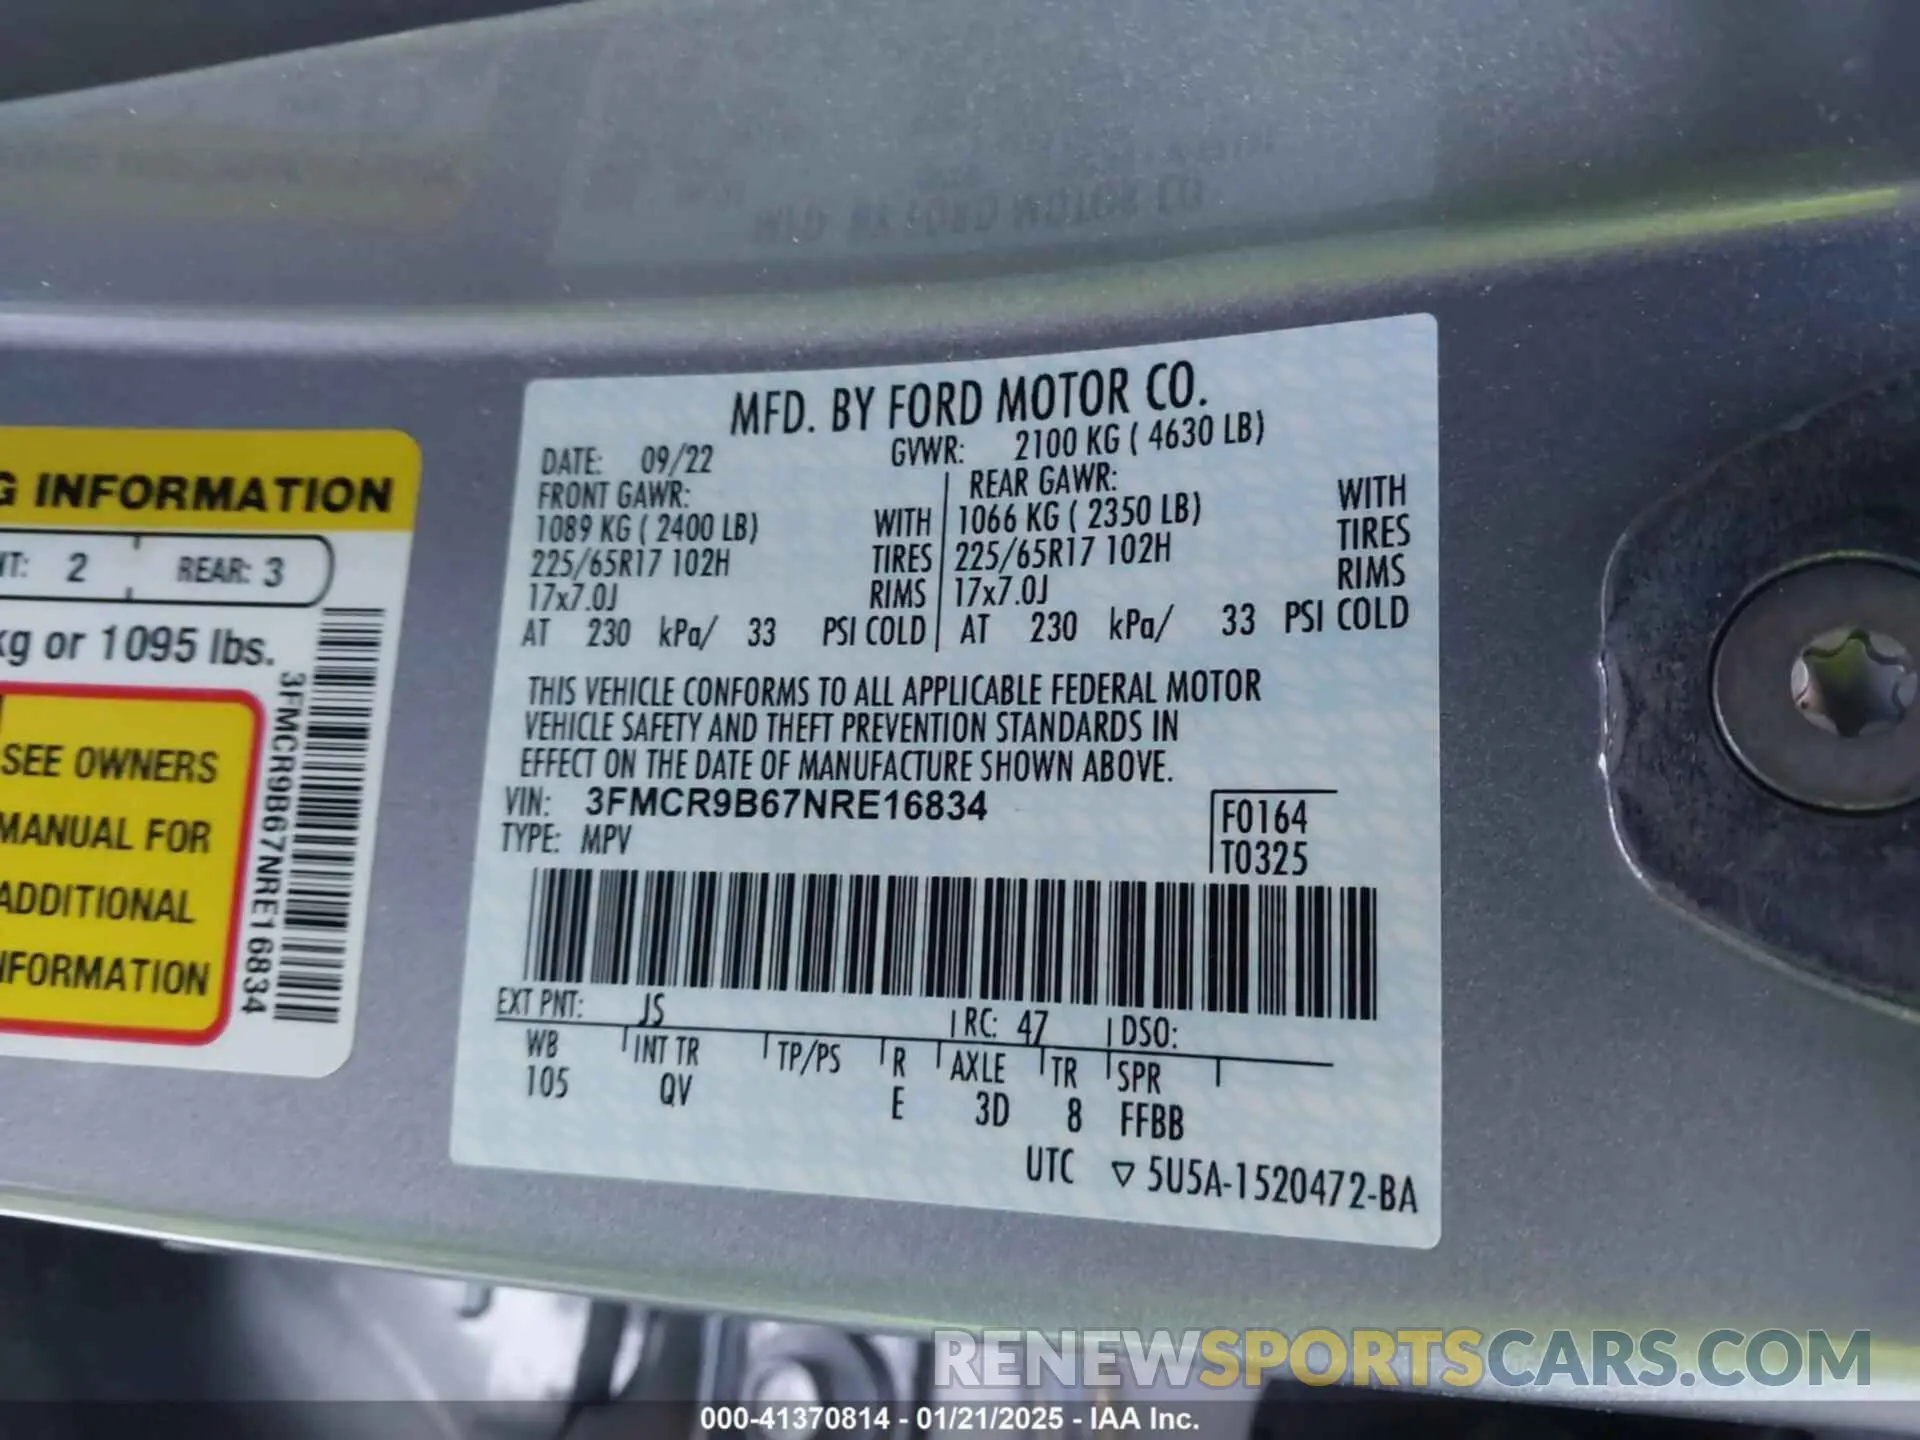 MFD. BY FORD MOTOR CO.
DATE: 09/22 GVWR: 2100 KG ( 4630 LB)
FRONT GAWR: REAR GAWR:
1089 KG ( 2400 LB) WITH 1066 KG ( 2350 LB) WITH
225/65R17 102H TIRES 225/65R17 102H TIRES
17x7.0J RIMS 17x7.0J RIMS
AT 230 kPa/ 33 PSI COLD AT 230 kPa/ 33 PSI COLD
THIS VEHICLE CONFORMS TO ALL APPLICABLE FEDERAL MOTOR
VEHICLE SAFETY AND THEFT PREVENTION STANDARDS IN
EFFECT ON THE DATE OF MANUFACTURE SHOWN ABOVE.
VIN: 3FMCR9B67NRE16834 F0164
TYPE: MPV T0325
EXT PNT: JS RC: 47 DSO:
WB INT TR TP/PS R AXLE TR SPR
105 QV E 3D 8 FFBB
UTC ▽ 5U5A-1520472-BA
G INFORMATION
NT: 2 REAR: 3
kg or 1095 lbs.
SEE OWNERS
MANUAL FOR
ADDITIONAL
INFORMATION
3FMCR9B67NRE16834
RENEWSPORTSCARS.COM
000-41370814 - 01/21/2025 - IAA Inc.